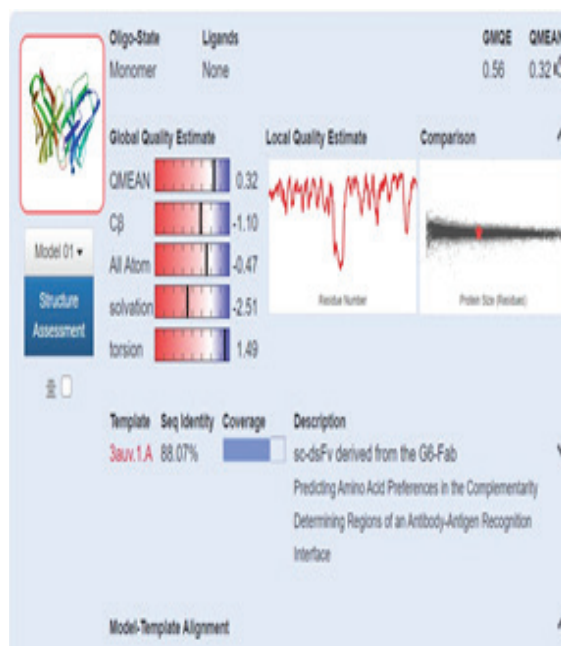 Oligo-State Ligands GMQE QMEAN
Monomer None 0.56 0.32
Global Quality Estimate Local Quality Estimate Comparison
QMEAN 0.32
Cβ -1.10
All Atom -0.47
solvation -2.51
torsion 1.49
Residue Number
Protein Size (Residues)
Model 01
Structure
Assessment
Template Seq Identity Coverage Description
3auv.1.A 88.07% sc-dsFv derived from the G6-Fab
Predicting Amino Acid Preferences in the Complementarity
Determining Regions of an Antibody-Antigen Recognition
Interface
Model-Template Alignment